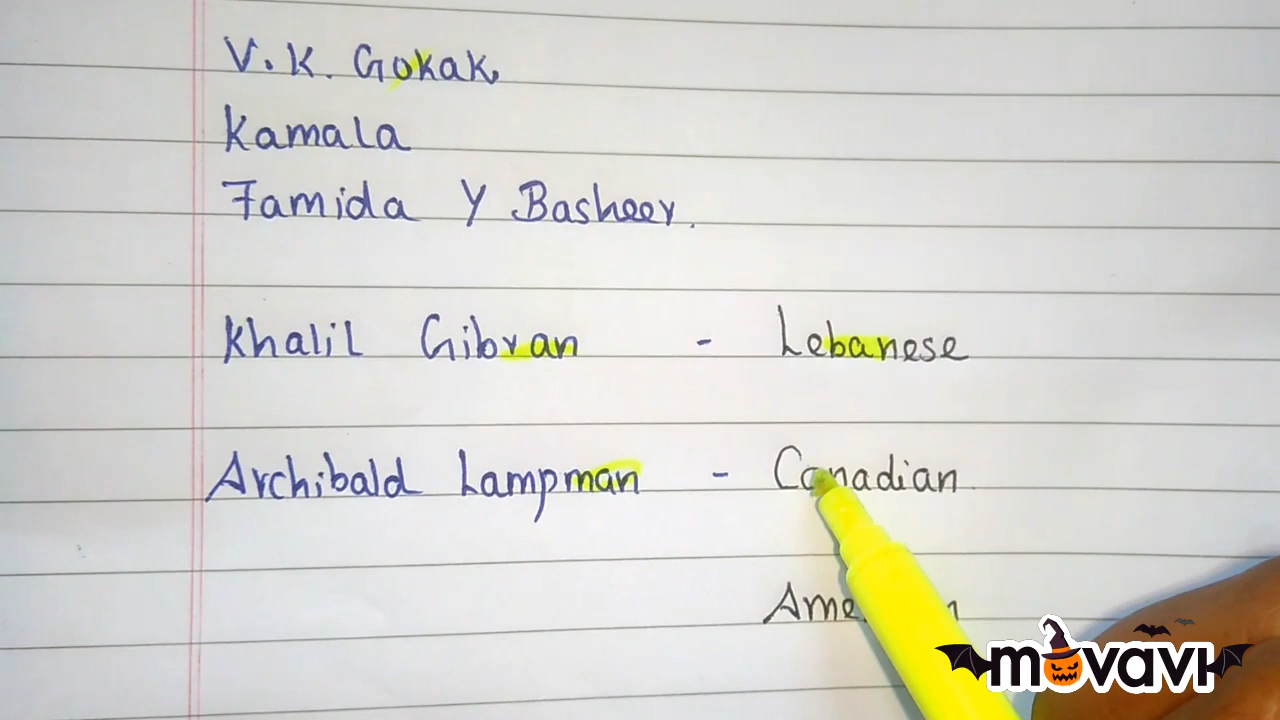 V. K. Gokak
Kamala
Famida Y Basheer.
Khalil Gibran - Lebanese
Archibald Lampman - Canadian
movavi